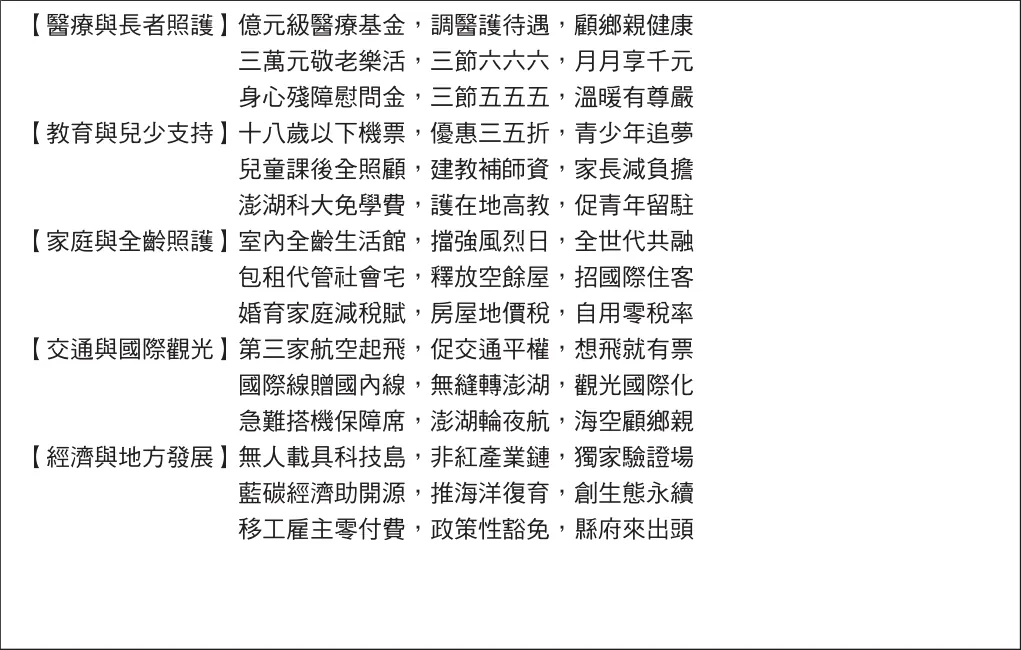 【醫療與長者照護】億元級醫療基金，調醫護待遇，顧鄉親健康
三萬元敬老樂活，三節六六六，月月享千元
身心殘障慰問金，三節五五五，溫暖有尊嚴
【教育與兒少支持】十八歲以下機票，優惠三五折，青少年追夢
兒童課後全照顧，建教補師資，家長減負擔
澎湖科大免學費，護在地高教，促青年留駐
【家庭與全齡照護】室內全齡生活館，擋強風烈日，全世代共融
包租代管社會宅，釋放空餘屋，招國際住客
婚育家庭減稅賦，房屋地價稅，自用零稅率
【交通與國際觀光】第三家航空起飛，促交通平權，想飛就有票
國際線贈國內線，無縫轉澎湖，觀光國際化
急難搭機保障席，澎湖輪夜航，海空顧鄉親
【經濟與地方發展】無人載具科技島，非紅產業鏈，獨家驗證場
藍碳經濟助開源，推海洋復育，創生態永續
移工雇主零付費，政策性豁免，縣府來出頭